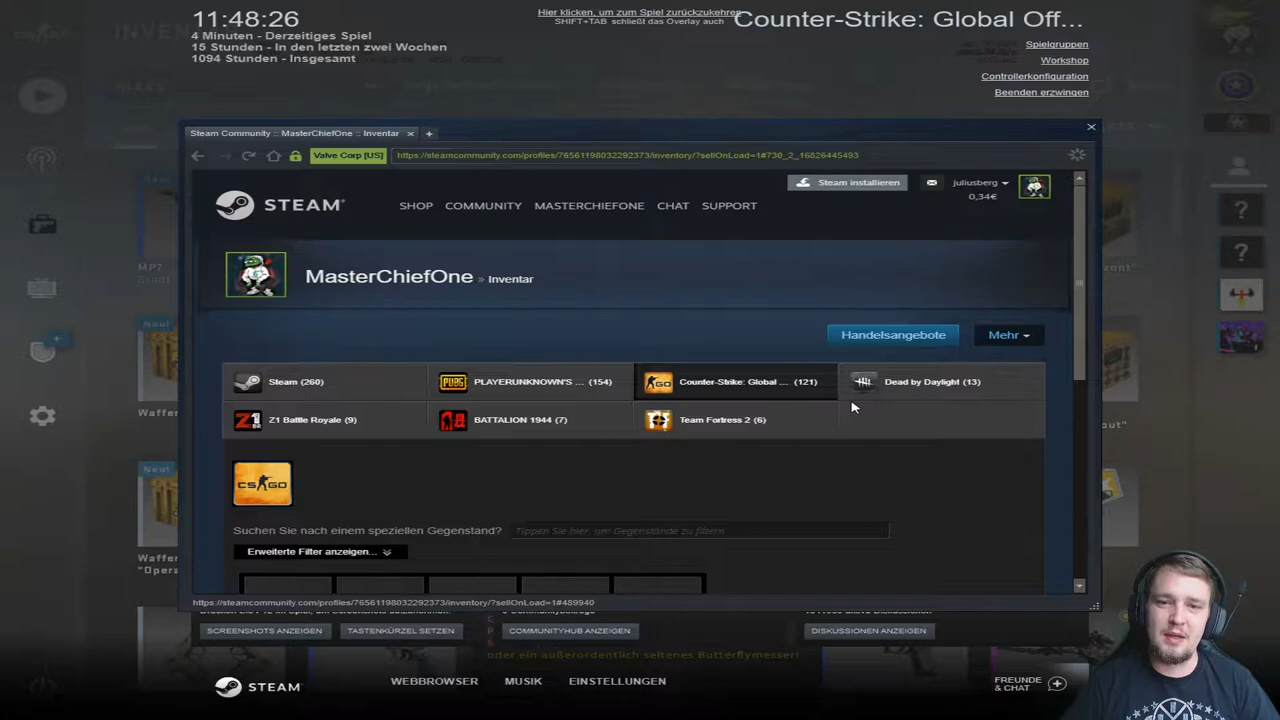 11:48:26
4 Minuten - Derzeitiges Spiel
15 Stunden - In den letzten zwei Wochen
1094 Stunden - Insgesamt
Hier klicken, um zum Spiel zurückzukehren
SHIFT+TAB schließt das Overlay auch
Counter-Strike: Global Off...
Spielgruppen
Workshop
Controllerkonfiguration
Beenden erzwingen
Steam Community :: MasterChiefOne :: Inventar
Valve Corp [US]
https://steamcommunity.com/profiles/76561198032292373/inventory/?sellOnLoad=1#730_2_16826445493
Steam installieren
juliusberg
0,34€
STEAM
SHOP COMMUNITY MASTERCHIEFONE CHAT SUPPORT
MasterChiefOne » Inventar
Handelsangebote
Mehr
Steam (260)
PLAYERUNKNOWN'S ... (154)
Counter-Strike: Global ... (121)
Dead by Daylight (13)
Z1 Battle Royale (9)
BATTALION 1944 (7)
Team Fortress 2 (6)
CS GO
Suchen Sie nach einem speziellen Gegenstand?
Tippen Sie hier, um Gegenstände zu filtern
Erweiterte Filter anzeigen...
https://steamcommunity.com/profiles/76561198032292373/inventory/?sellOnLoad=1#489940
SCREENSHOTS ANZEIGEN
TASTENKÜRZEL SETZEN
COMMUNITYHUB ANZEIGEN
DISKUSSIONEN ANZEIGEN
oder ein außerordentlich seltenes Butterflymesser!
STEAM
WEBBROWSER MUSIK EINSTELLUNGEN
FREUNDE
& CHAT
MP7
Neu!
Neu!